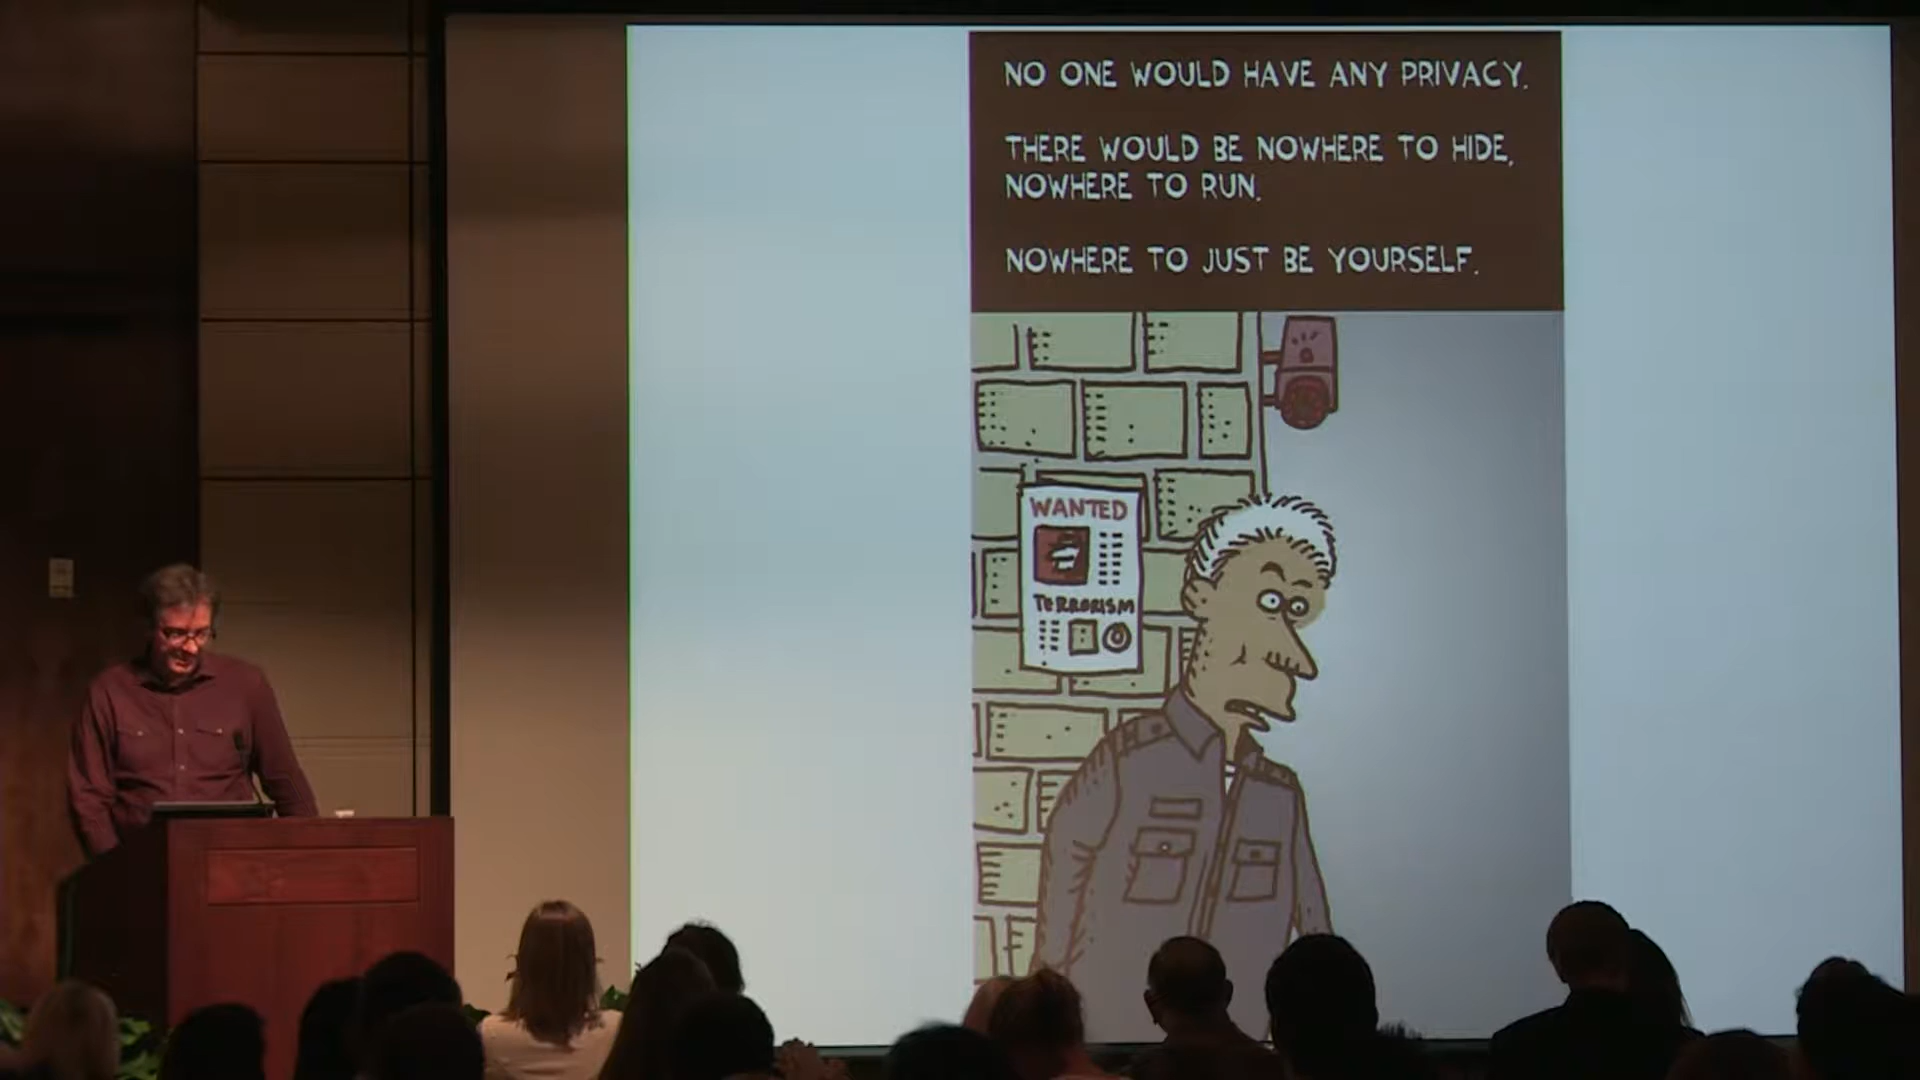 NO ONE WOULD HAVE ANY PRIVACY.
THERE WOULD BE NOWHERE TO HIDE,
NOWHERE TO RUN.
NOWHERE TO JUST BE YOURSELF.
WANTED
TERRORISM